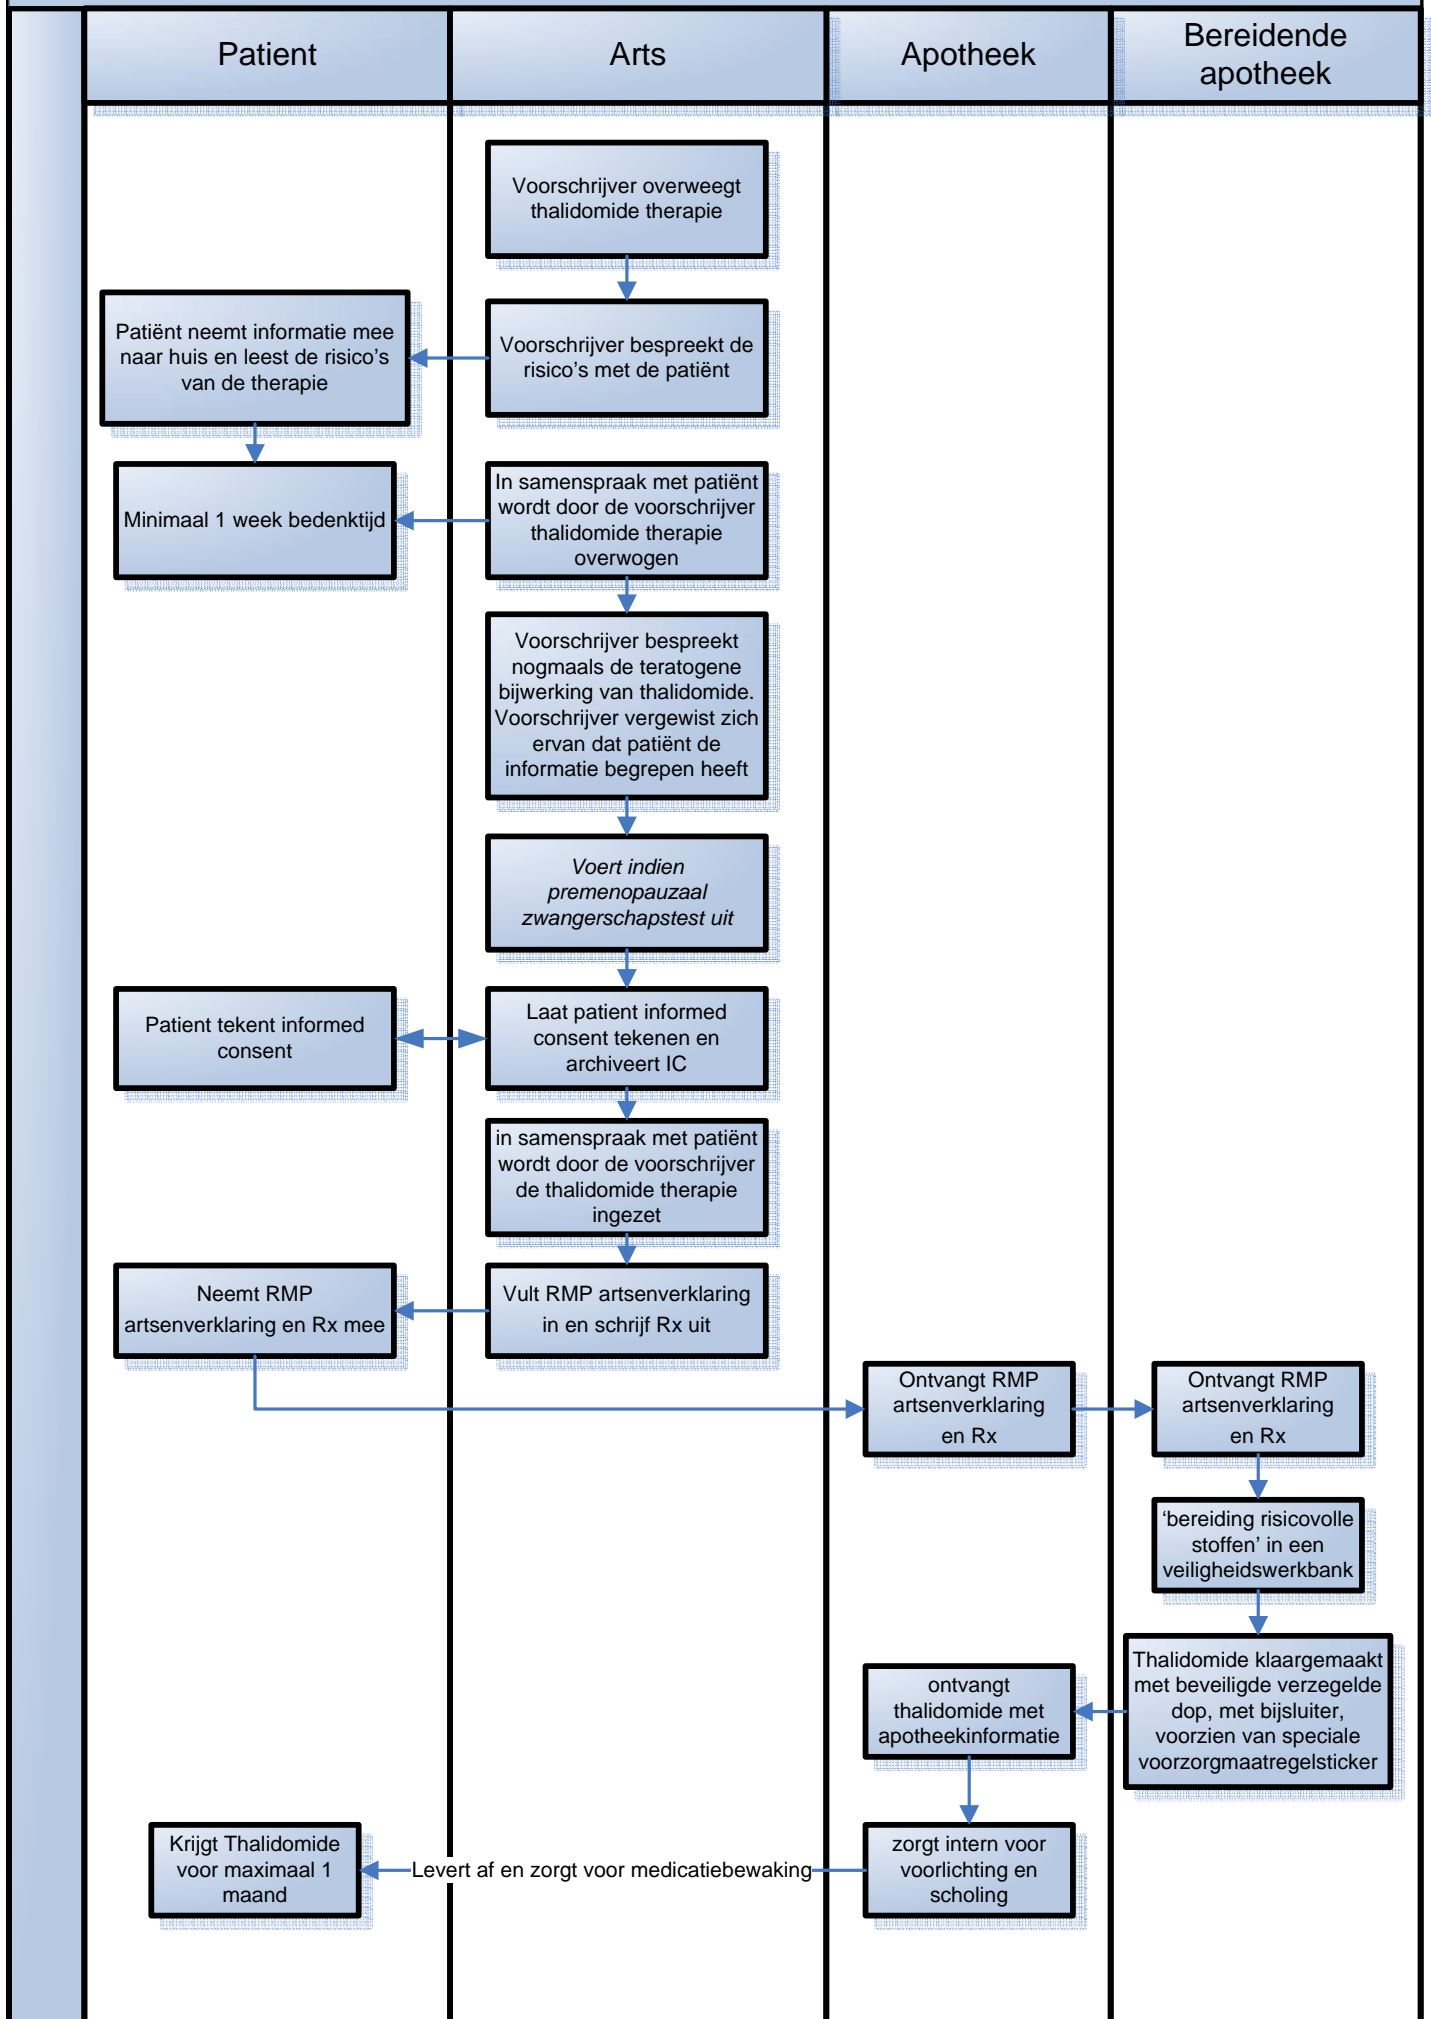 Patient
Arts
Apotheek
Bereidende
apotheek
Voorschrijver overweegt
thalidomide therapie
Patiënt neemt informatie mee
naar huis en leest de risico's
van de therapie
Voorschrijver bespreekt de
risico's met de patiënt
Minimaal 1 week bedenktijd
In samenspraak met patiënt
wordt door de voorschrijver
thalidomide therapie
overwogen
Voorschrijver bespreekt
nogmaals de teratogene
bijwerking van thalidomide.
Voorschrijver vergewist zich
ervan dat patiënt de
informatie begrepen heeft
Voert indien
premenopauzaal
zwangerschapstest uit
Patient tekent informed
consent
Laat patient informed
consent tekenen en
archiveert IC
in samenspraak met patiënt
wordt door de voorschrijver
de thalidomide therapie
ingezet
Neemt RMP
artsenverklaring en Rx mee
Vult RMP artsenverklaring
in en schrijf Rx uit
Ontvangt RMP
artsenverklaring
en Rx
Ontvangt RMP
artsenverklaring
en Rx
‘bereiding risicovolle
stoffen’ in een
veiligheidswerkbank
Thalidomide klaargemaakt
met beveiligde verzegelde
dop, met bijsluiter,
voorzien van speciale
voorzorgmaatregelsticker
ontvangt
thalidomide met
apotheekinformatie
Krijgt Thalidomide
voor maximaal 1
maand
Levert af en zorgt voor medicatiebewaking
zorgt intern voor
voorlichting en
scholing